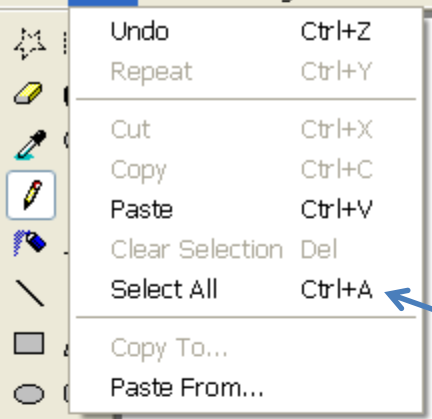 Undo Ctrl+Z
Repeat Ctrl+Y
Cut Ctrl+X
Copy Ctrl+C
Paste Ctrl+V
Clear Selection Del
Select All Ctrl+A
Copy To...
Paste From...